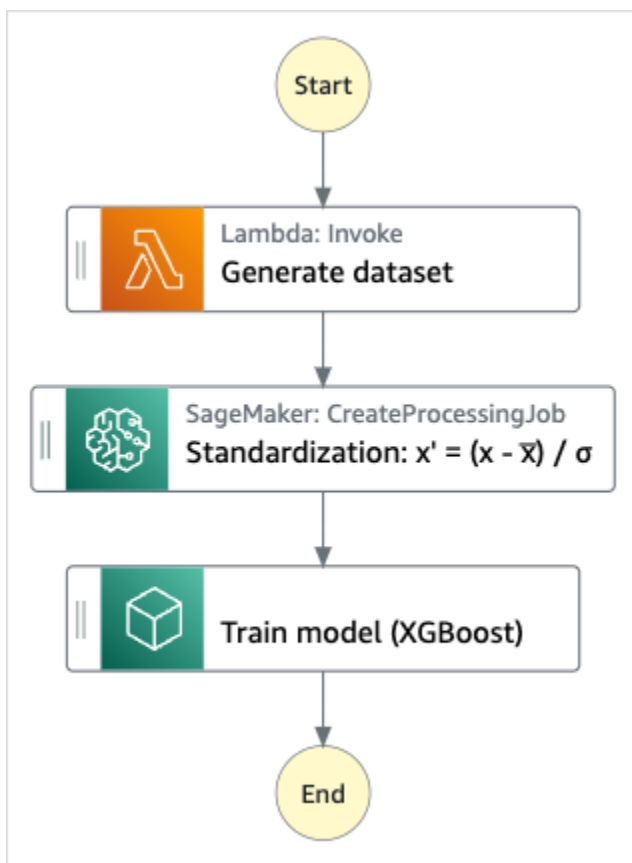 Start
Lambda: Invoke
Generate dataset
SageMaker: CreateProcessingJob
Standardization: x' = (x - x̅) / σ
Train model (XGBoost)
End